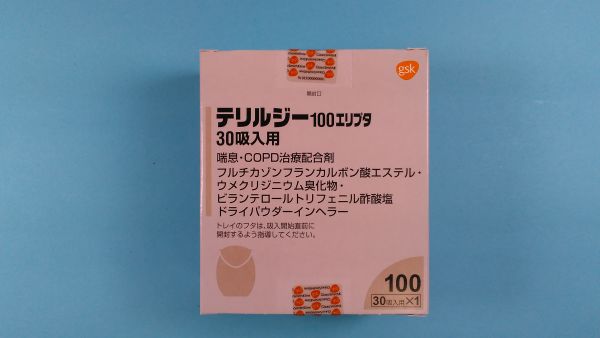 gsk
開封日
テリルジー100エリプタ
30吸入用
喘息・COPD治療配合剤
フルチカゾンフランカルボン酸エステル・
ウメクリジニウム臭化物・
ビランテロールトリフェニル酢酸塩
ドライパウダーインヘラー
トレイのフタは、吸入開始直前に
開封するよう指導してください。
100
30吸入用×1